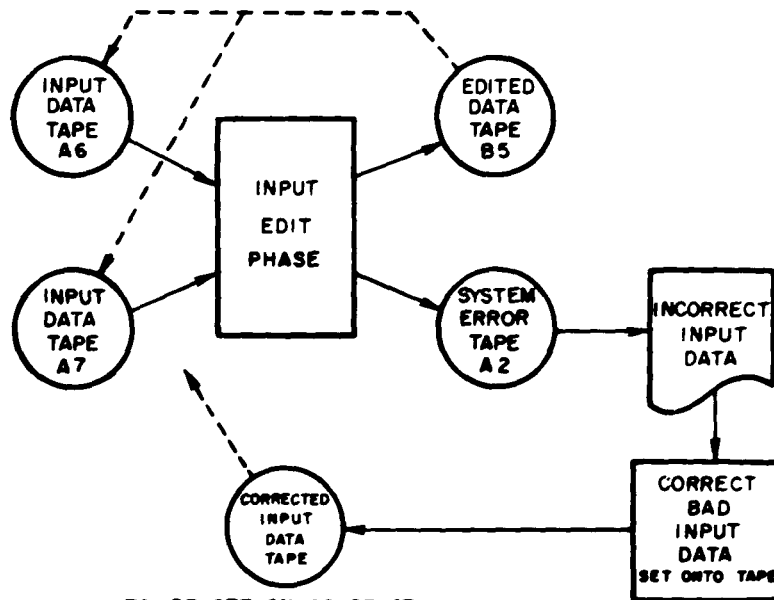 INPUT
DATA
TAPE
A6
EDITED
DATA
TAPE
B5
INPUT
EDIT
PHASE
INPUT
DATA
TAPE
A7
SYSTEM
ERROR
TAPE
A2
INCORRECT
INPUT
DATA
CORRECTED
INPUT
DATA
TAPE
CORRECT
BAD
INPUT
DATA
SET ONTO TAPE